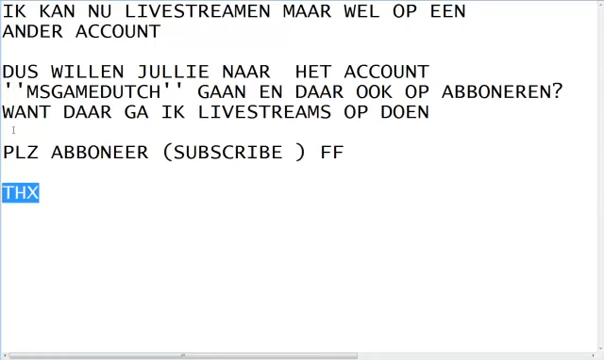 IK KAN NU LIVESTREAMEN MAAR WEL OP EEN
ANDER ACCOUNT
DUS WILLEN JULLIE NAAR  HET ACCOUNT
''MSGAMEDUTCH'' GAAN EN DAAR OOK OP ABBONEREN?
WANT DAAR GA IK LIVESTREAMS OP DOEN
PLZ ABBONEER (SUBSCRIBE ) FF
THX